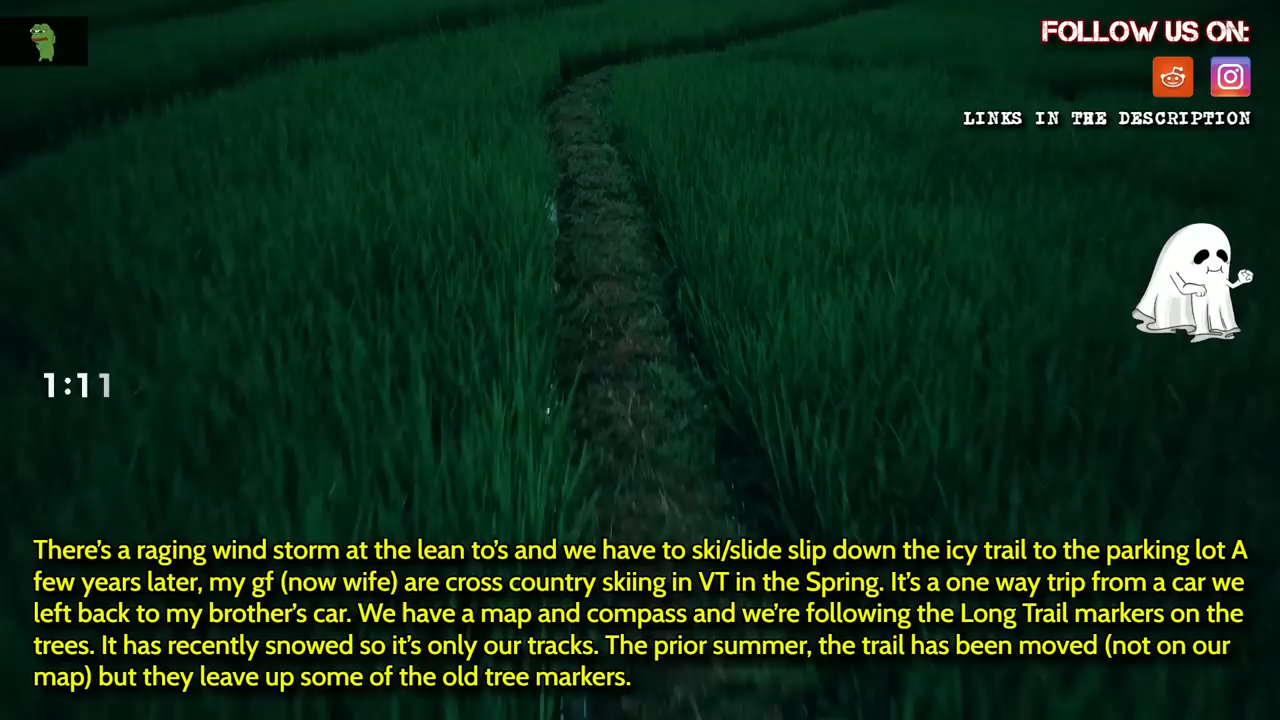 FOLLOW US ON:
LINKS IN THE DESCRIPTION
1:11
There's a raging wind storm at the lean to's and we have to ski/slide slip down the icy trail to the parking lot A
few years later, my gf (now wife) are cross country skiing in VT in the Spring. It's a one way trip from a car we
left back to my brother's car. We have a map and compass and we're following the Long Trail markers on the
trees. It has recently snowed so it's only our tracks. The prior summer, the trail has been moved (not on our
map) but they leave up some of the old tree markers.